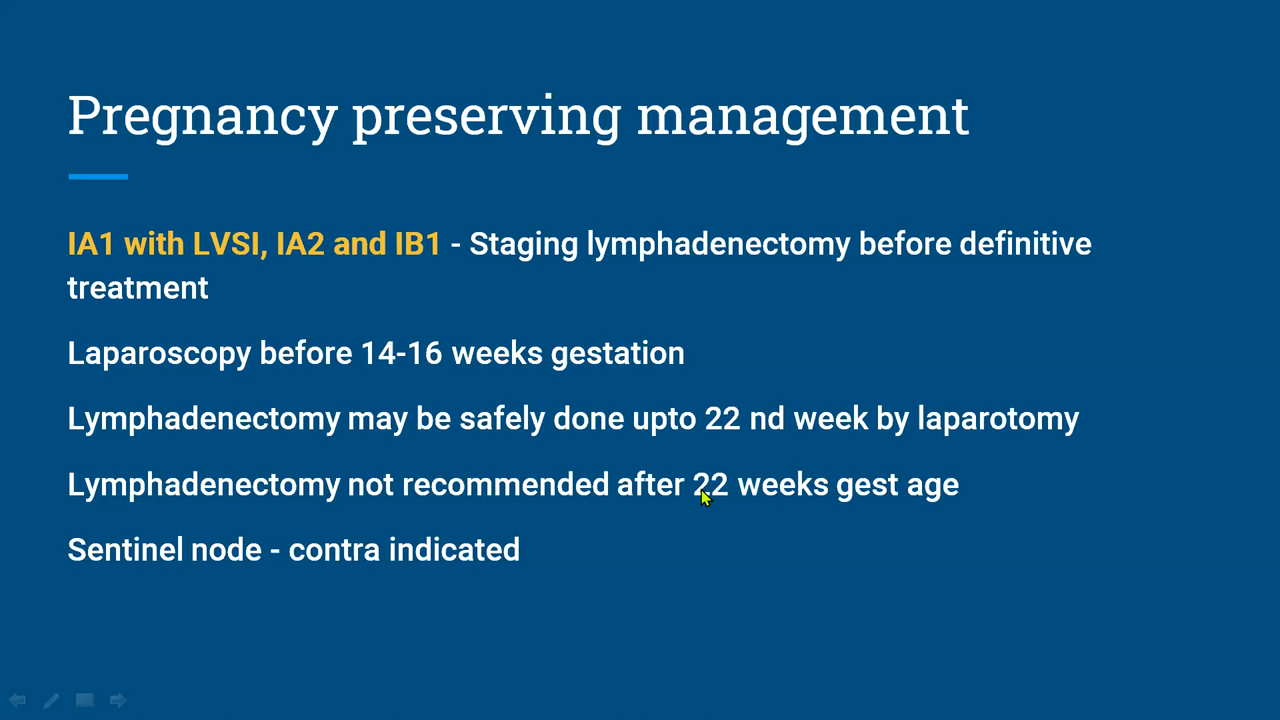 Pregnancy preserving management
IA1 with LVSI, IA2 and IB1 - Staging lymphadenectomy before definitive
treatment
Laparoscopy before 14-16 weeks gestation
Lymphadenectomy may be safely done upto 22 nd week by laparotomy
Lymphadenectomy not recommended after 22 weeks gest age
Sentinel node - contra indicated